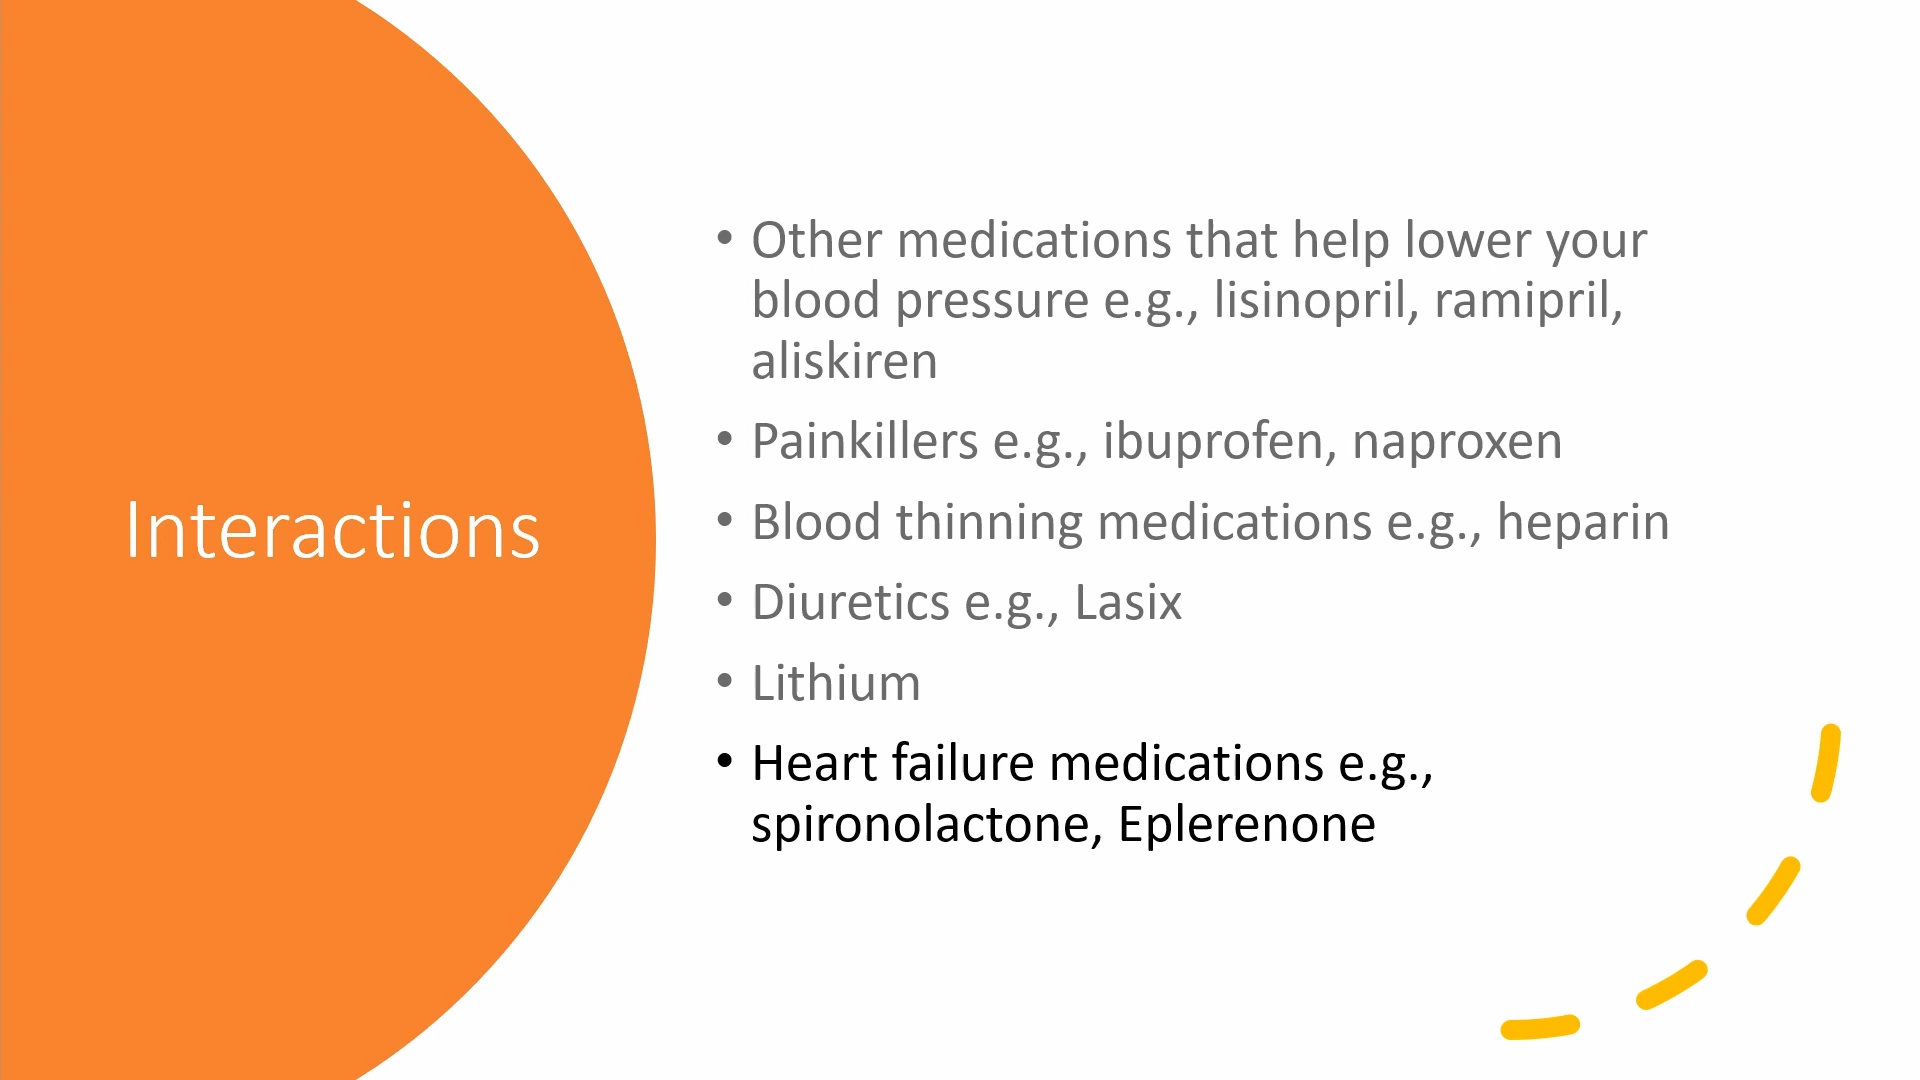 Interactions
• Other medications that help lower your
blood pressure e.g., lisinopril, ramipril,
aliskiren
• Painkillers e.g., ibuprofen, naproxen
• Blood thinning medications e.g., heparin
• Diuretics e.g., Lasix
• Lithium
• Heart failure medications e.g.,
spironolactone, Eplerenone